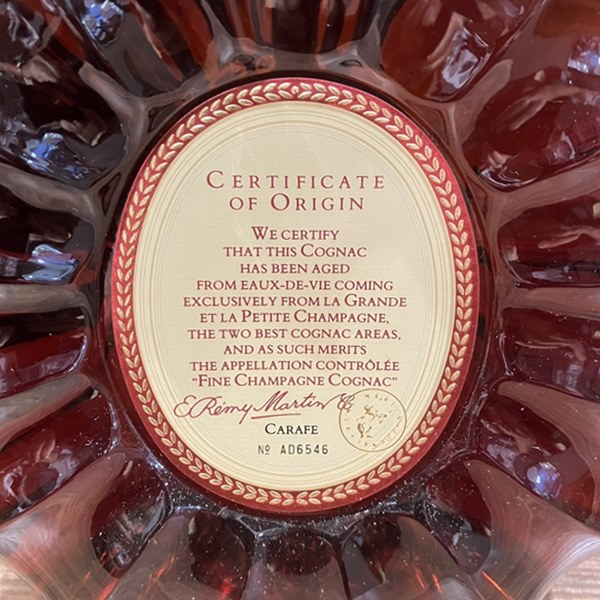 CERTIFICATE
OF ORIGIN
WE CERTIFY
THAT THIS COGNAC
HAS BEEN AGED
FROM EAUX-DE-VIE COMING
EXCLUSIVELY FROM LA GRANDE
ET LA PETITE CHAMPAGNE,
THE TWO BEST COGNAC AREAS,
AND AS SUCH MERITS
THE APPELLATION CONTRÔLÉE
"FINE CHAMPAGNE COGNAC"
E Rémy Martin & Co
CARAFE
Nº AD6546